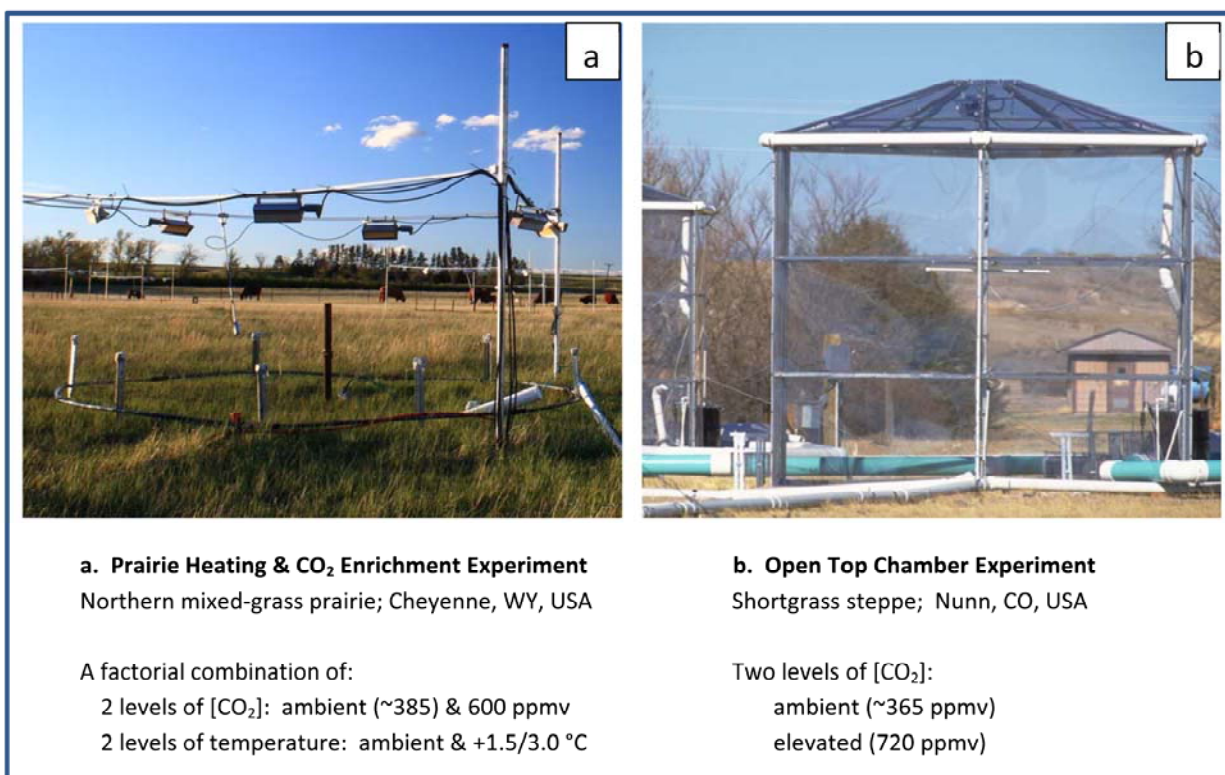 a
b
a. Prairie Heating & CO₂ Enrichment Experiment
Northern mixed-grass prairie; Cheyenne, WY, USA
A factorial combination of:
2 levels of [CO₂]: ambient (~385) & 600 ppmv
2 levels of temperature: ambient & +1.5/3.0 °C
b. Open Top Chamber Experiment
Shortgrass steppe; Nunn, CO, USA
Two levels of [CO₂]:
ambient (~365 ppmv)
elevated (720 ppmv)